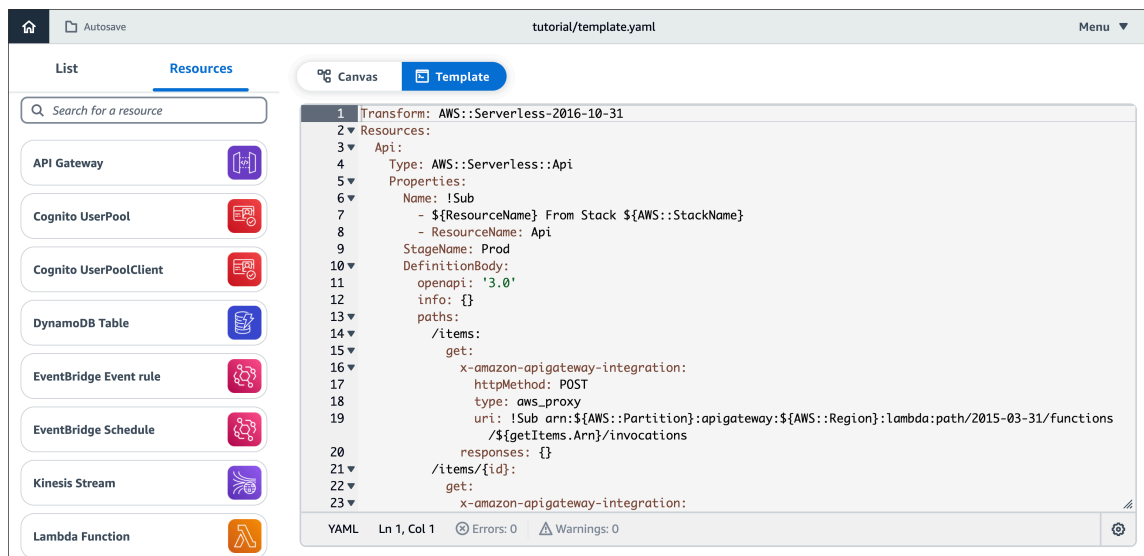 Autosave
tutorial/template.yaml
Menu ▼
List
Resources
Search for a resource
API Gateway
Cognito UserPool
Cognito UserPoolClient
DynamoDB Table
EventBridge Event rule
EventBridge Schedule
Kinesis Stream
Lambda Function
Canvas
Template
1 Transform: AWS::Serverless-2016-10-31
2 ▼ Resources:
3 ▼   Api:
4     Type: AWS::Serverless::Api
5 ▼     Properties:
6 ▼       Name: !Sub
7         - ${ResourceName} From Stack ${AWS::StackName}
8         - ResourceName: Api
9       StageName: Prod
10 ▼       DefinitionBody:
11         openapi: '3.0'
12         info: {}
13 ▼         paths:
14 ▼           /items:
15 ▼             get:
16 ▼               x-amazon-apigateway-integration:
17                 httpMethod: POST
18                 type: aws_proxy
19                 uri: !Sub arn:${AWS::Partition}:apigateway:${AWS::Region}:lambda:path/2015-03-31/functions
/${getItems.Arn}/invocations
20               responses: {}
21 ▼           /items/{id}:
22 ▼             get:
23 ▼               x-amazon-apigateway-integration:
YAML Ln 1, Col 1 Errors: 0 Warnings: 0